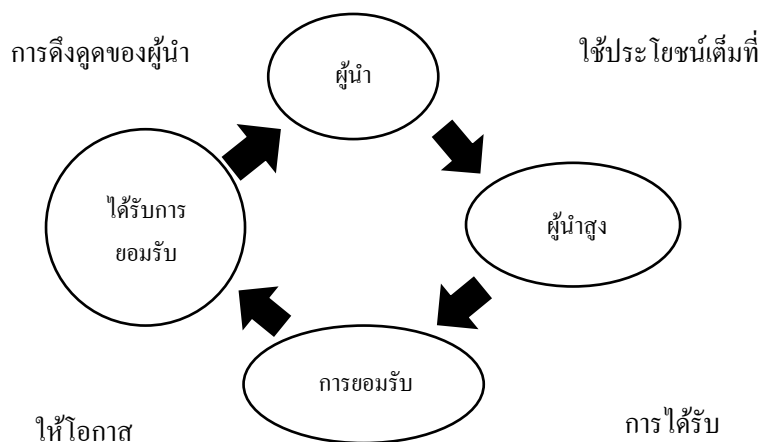 การดึงดูดของผู้นำ
ผู้นำ
ใช้ประโยชน์เต็มที่
ได้รับการ
ยอมรับ
ผู้นำสูง
การยอมรับ
ให้โอกาส
การได้รับ